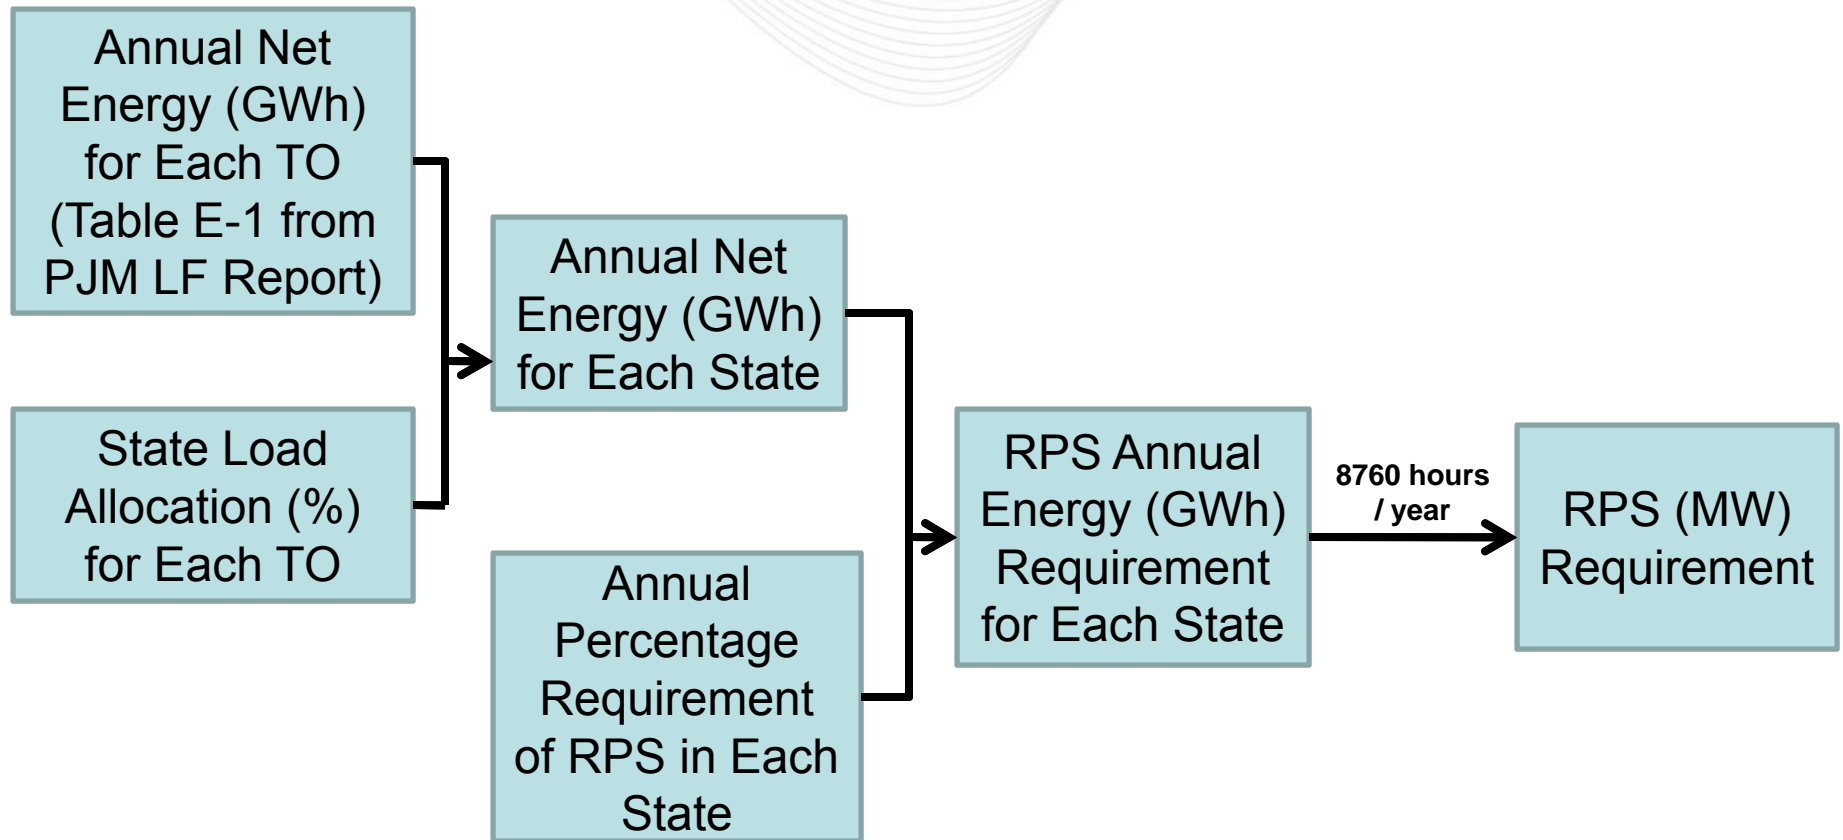 Annual Net
Energy (GWh)
for Each TO
(Table E-1 from
PJM LF Report)
State Load
Allocation (%)
for Each TO
Annual Net
Energy (GWh)
for Each State
Annual
Percentage
Requirement
of RPS in Each
State
RPS Annual
Energy (GWh)
Requirement
for Each State
8760 hours
/ year
RPS (MW)
Requirement